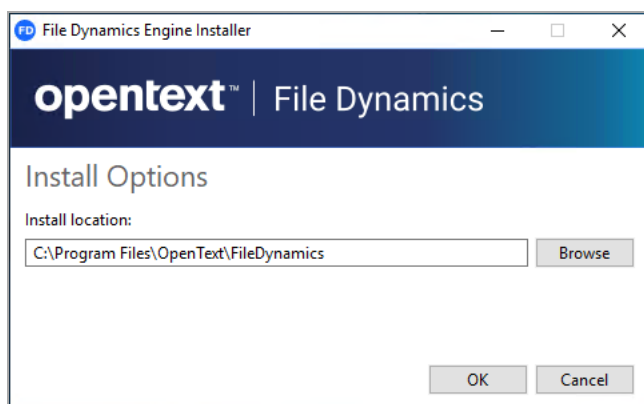 FD File Dynamics Engine Installer
opentext™ | File Dynamics
Install Options
Install location:
C:\Program Files\OpenText\FileDynamics Browse
OK Cancel